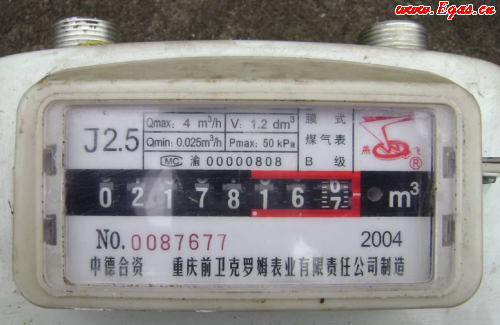 www.Egas.cn
J2.5
Qmax: 4 m³/h
V: 1.2 dm³
膜 式
Qmin: 0.025m³/h
Pmax: 50 kPa
煤气表
MC 渝 00000808
B 级
燕 飞
®
0 2 1 7 8 1 6 7 m³
No. 0087677
2004
中德合资 重庆前卫克罗姆表业有限责任公司制造